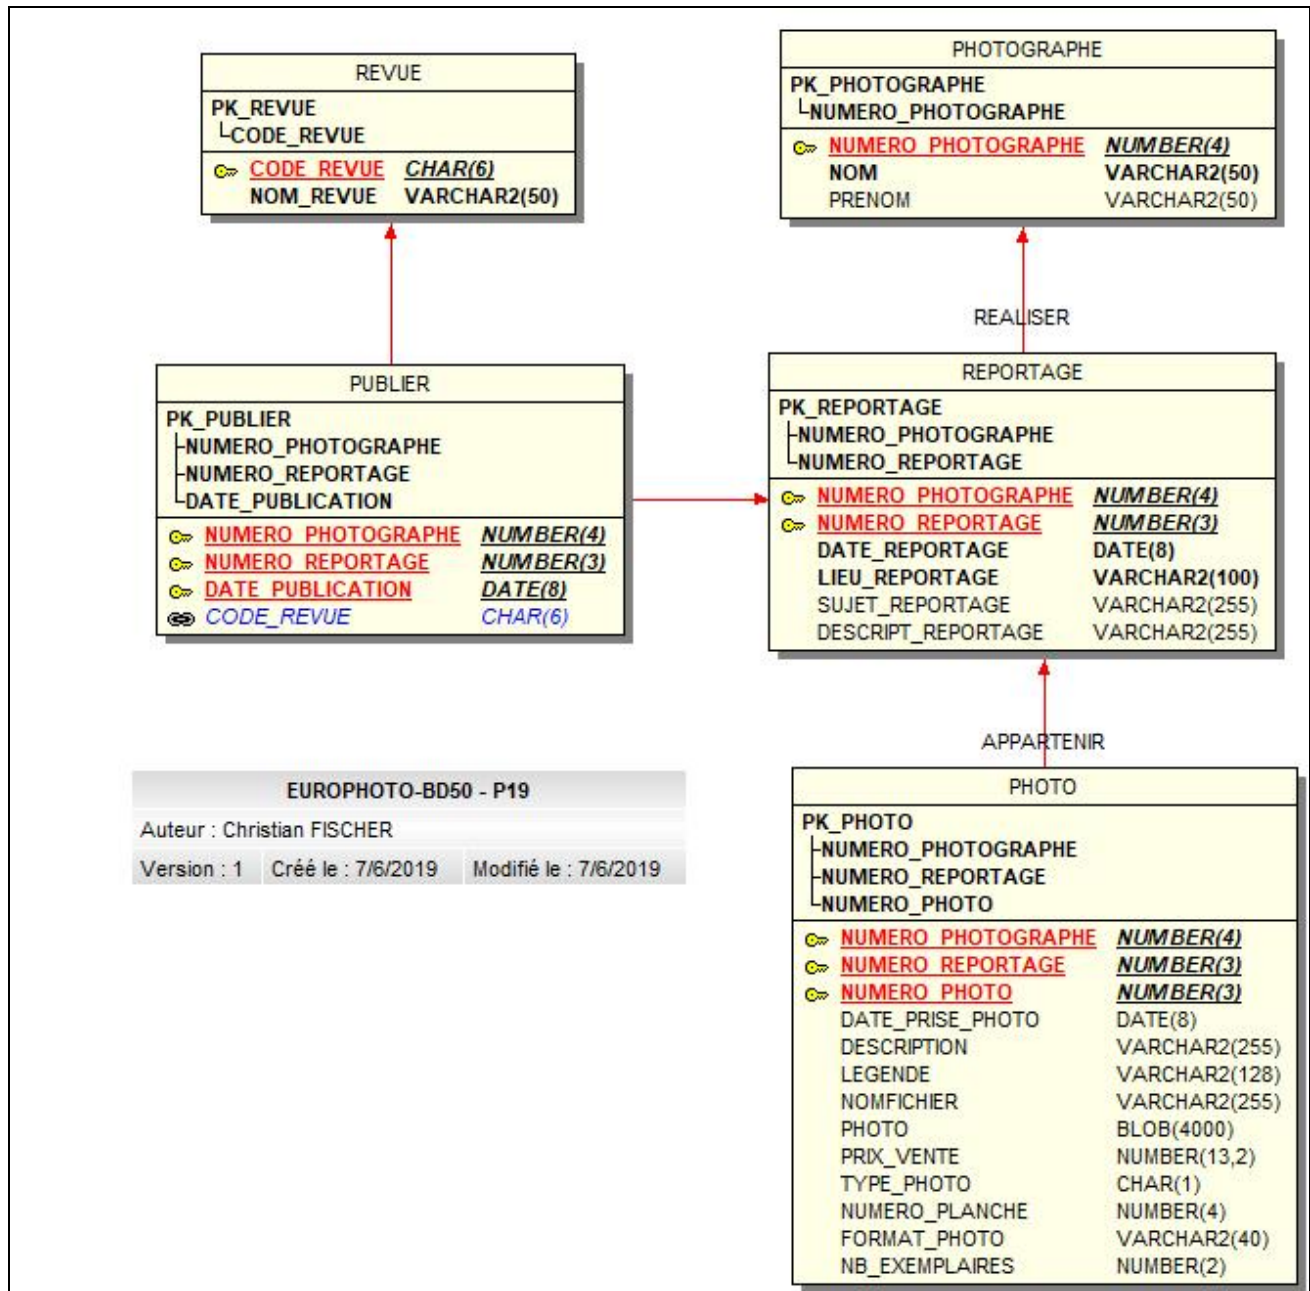 REVUE
PK_REVUE
CODE_REVUE
CODE_REVUE CHAR(6)
NOM_REVUE VARCHAR2(50)
PHOTOGRAPHE
PK_PHOTOGRAPHE
NUMERO_PHOTOGRAPHE
NUMERO_PHOTOGRAPHE NUMBER(4)
NOM VARCHAR2(50)
PRENOM VARCHAR2(50)
REALISER
PUBLIER
PK_PUBLIER
NUMERO_PHOTOGRAPHE
NUMERO_REPORTAGE
DATE_PUBLICATION
NUMERO_PHOTOGRAPHE NUMBER(4)
NUMERO_REPORTAGE NUMBER(3)
DATE_PUBLICATION DATE(8)
CODE_REVUE CHAR(6)
REPORTAGE
PK_REPORTAGE
NUMERO_PHOTOGRAPHE
NUMERO_REPORTAGE
NUMERO_PHOTOGRAPHE NUMBER(4)
NUMERO_REPORTAGE NUMBER(3)
DATE_REPORTAGE DATE(8)
LIEU_REPORTAGE VARCHAR2(100)
SUJET_REPORTAGE VARCHAR2(255)
DESCRIPT_REPORTAGE VARCHAR2(255)
APPARTENIR
EUROPHOTO-BD50 - P19
Auteur : Christian FISCHER
Version : 1 Créé le : 7/6/2019 Modifié le : 7/6/2019
PHOTO
PK_PHOTO
NUMERO_PHOTOGRAPHE
NUMERO_REPORTAGE
NUMERO_PHOTO
NUMERO_PHOTOGRAPHE NUMBER(4)
NUMERO_REPORTAGE NUMBER(3)
NUMERO_PHOTO NUMBER(3)
DATE_PRISE_PHOTO DATE(8)
DESCRIPTION VARCHAR2(255)
LEGENDE VARCHAR2(128)
NOMFICHIER VARCHAR2(255)
PHOTO BLOB(4000)
PRIX_VENTE NUMBER(13,2)
TYPE_PHOTO CHAR(1)
NUMERO_PLANCHE NUMBER(4)
FORMAT_PHOTO VARCHAR2(40)
NB_EXEMPLAIRES NUMBER(2)